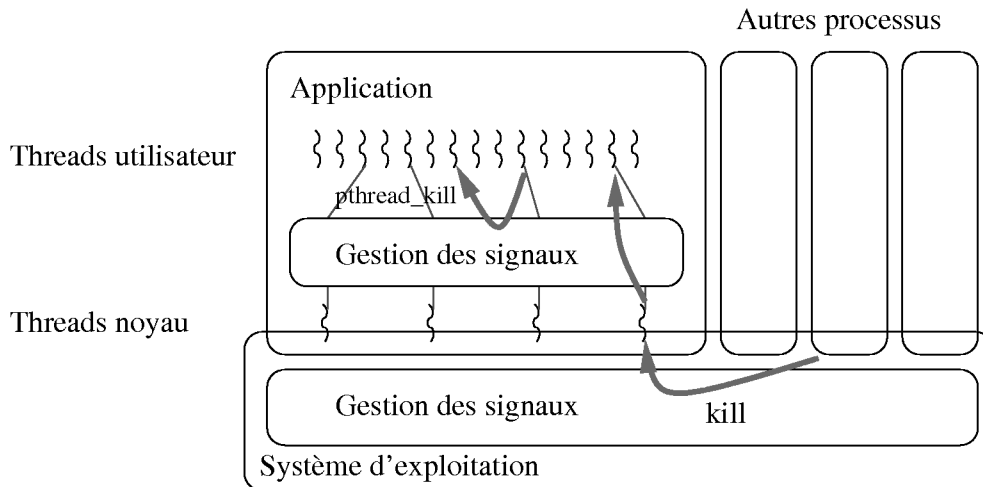 Autres processus
Application
Threads utilisateur
pthread_kill
Gestion des signaux
Threads noyau
Gestion des signaux
kill
Système d'exploitation